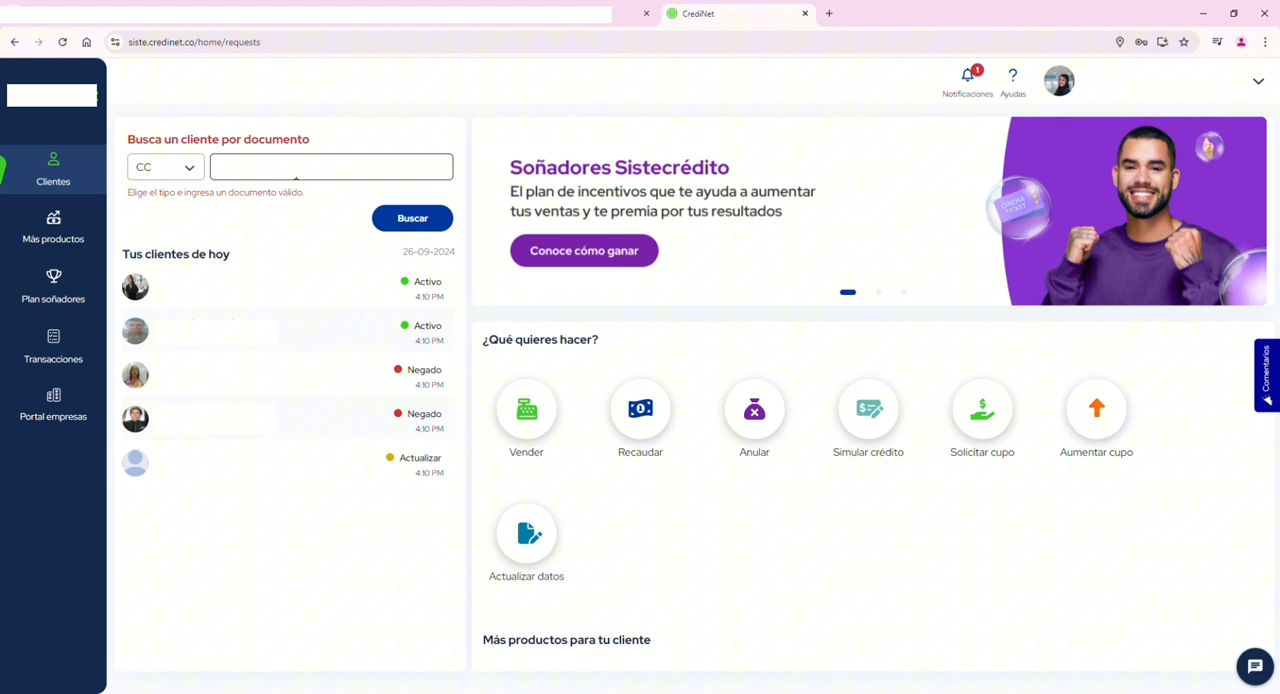 CrediNet
siste.credinet.co/home/requests
1
Notificaciones
Ayudas
Clientes
Más productos
Plan soñadores
Transacciones
Portal empresas
Busca un cliente por documento
CC
Elige el tipo e ingresa un documento válido.
Buscar
Tus clientes de hoy
26-09-2024
Activo
4:10 PM
Activo
4:10 PM
Negado
4:10 PM
Negado
4:10 PM
Actualizar
4:10 PM
Soñadores Sistecrédito
El plan de incentivos que te ayuda a aumentar
tus ventas y te premia por tus resultados
Conoce cómo ganar
CINEMA
TICKET
¿Qué quieres hacer?
Vender
Recaudar
Anular
Simular crédito
Solicitar cupo
Aumentar cupo
Actualizar datos
Más productos para tu cliente
Comentarios